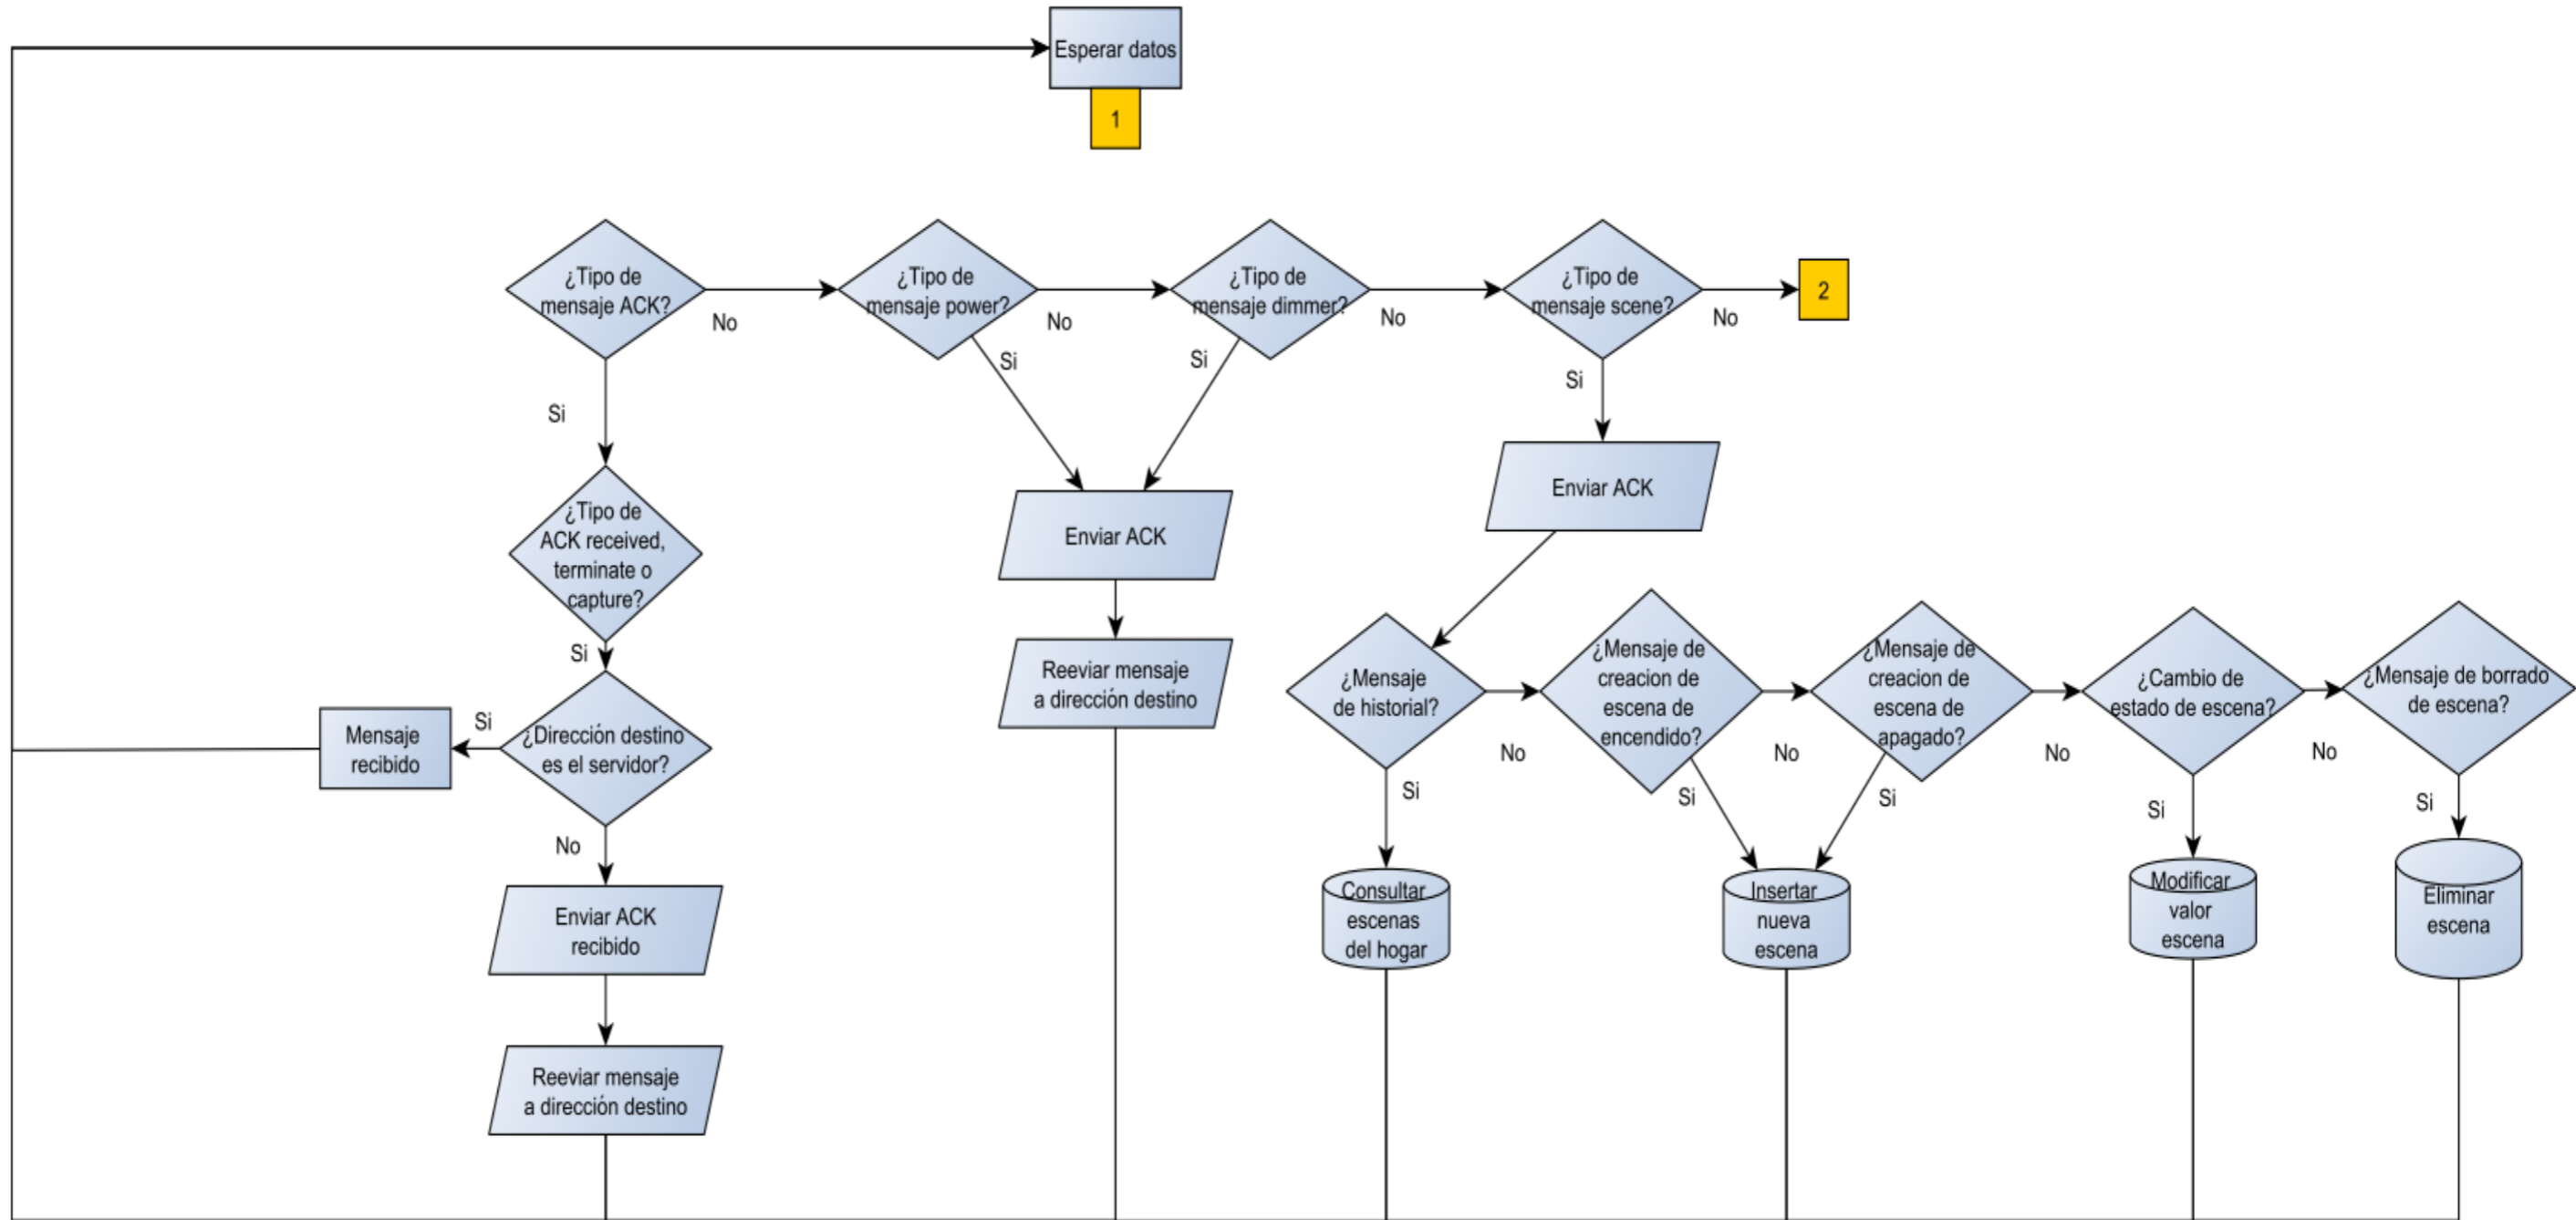 Esperar datos
1
¿Tipo de
mensaje ACK?
No
¿Tipo de
mensaje power?
No
¿Tipo de
mensaje dimmer?
No
¿Tipo de
mensaje scene?
No
2
Si
Si
Si
Si
¿Tipo de
ACK received,
terminate o
capture?
Si
Enviar ACK
Reeviar mensaje
a dirección destino
Enviar ACK
¿Dirección destino
es el servidor?
Si
Mensaje
recibido
No
Enviar ACK
recibido
Reeviar mensaje
a dirección destino
¿Mensaje
de historial?
No
¿Mensaje de
creacion de
escena de
encendido?
No
¿Mensaje de
creacion de
escena de
apagado?
No
¿Cambio de
estado de escena?
No
¿Mensaje de borrado
de escena?
Si
Si
Si
Si
Si
Consultar
escenas
del hogar
Insertar
nueva
escena
Modificar
valor
escena
Eliminar
escena